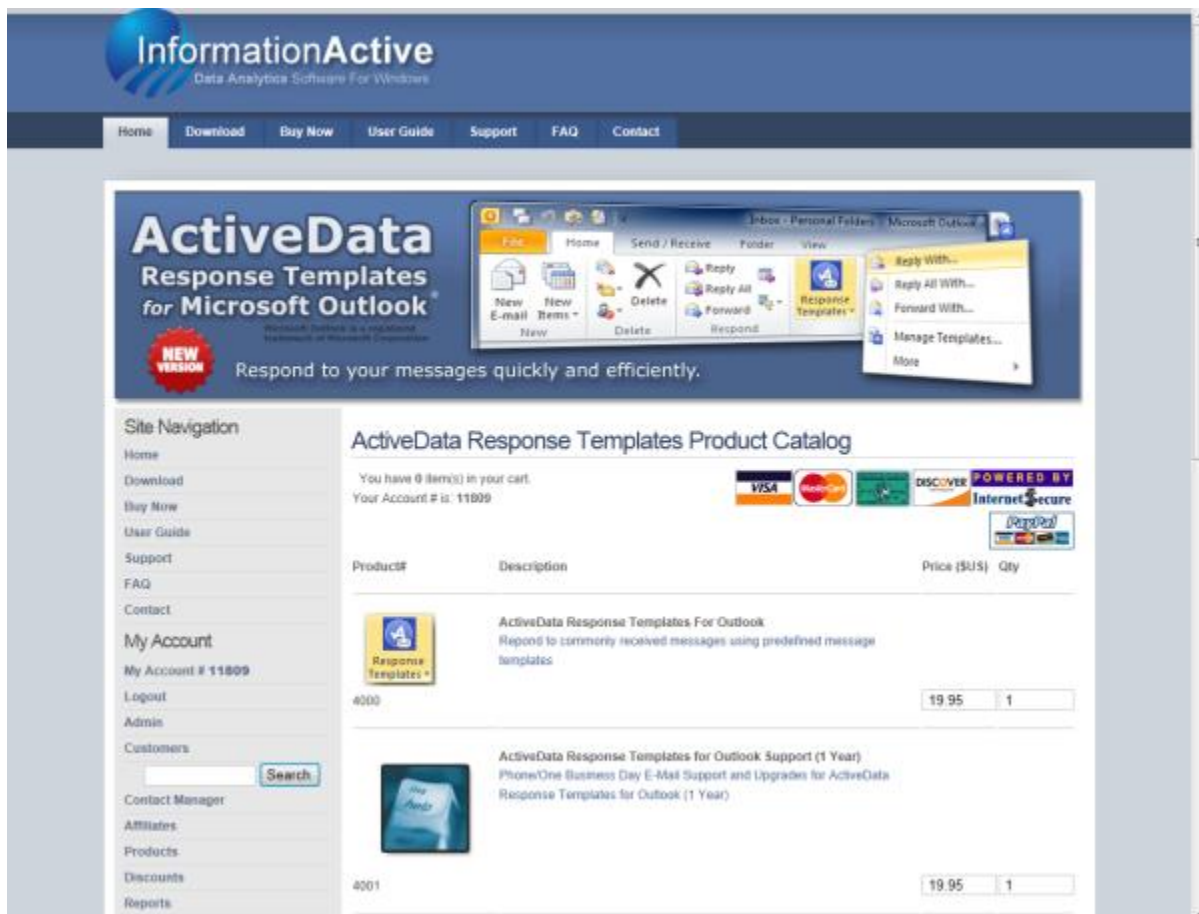 InformationActive
Data Analytics Software For Windows
Home Download Buy Now User Guide Support FAQ Contact
ActiveData
Response Templates
for Microsoft Outlook®
Microsoft Outlook is a registered
trademark of Microsoft Corporation
NEW
VERSION
Respond to your messages quickly and efficiently.
Inbox - Personal Folders - Microsoft Outlook
File Home Send / Receive Folder View
New E-mail
New Items
New
Delete
Delete
Reply
Reply All
Forward
Respond
Response Templates
Reply With...
Reply All With...
Forward With...
Manage Templates...
More
Site Navigation
Home
Download
Buy Now
User Guide
Support
FAQ
Contact
My Account
My Account # 11809
Logout
Admin
Customers
Search
Contact Manager
Affiliates
Products
Discounts
Reports
ActiveData Response Templates Product Catalog
You have 0 item(s) in your cart.
Your Account # is: 11809
VISA MasterCard DISCOVER POWERED BY
InternetSecure
PayPal
Product# Description Price ($US) Qty
Response
Templates
ActiveData Response Templates For Outlook
Repond to commonly received messages using predefined message
templates
4000 19.95 1
ActiveData Response Templates for Outlook Support (1 Year)
Phone/One Business Day E-Mail Support and Upgrades for ActiveData
Response Templates for Outlook (1 Year)
4001 19.95 1